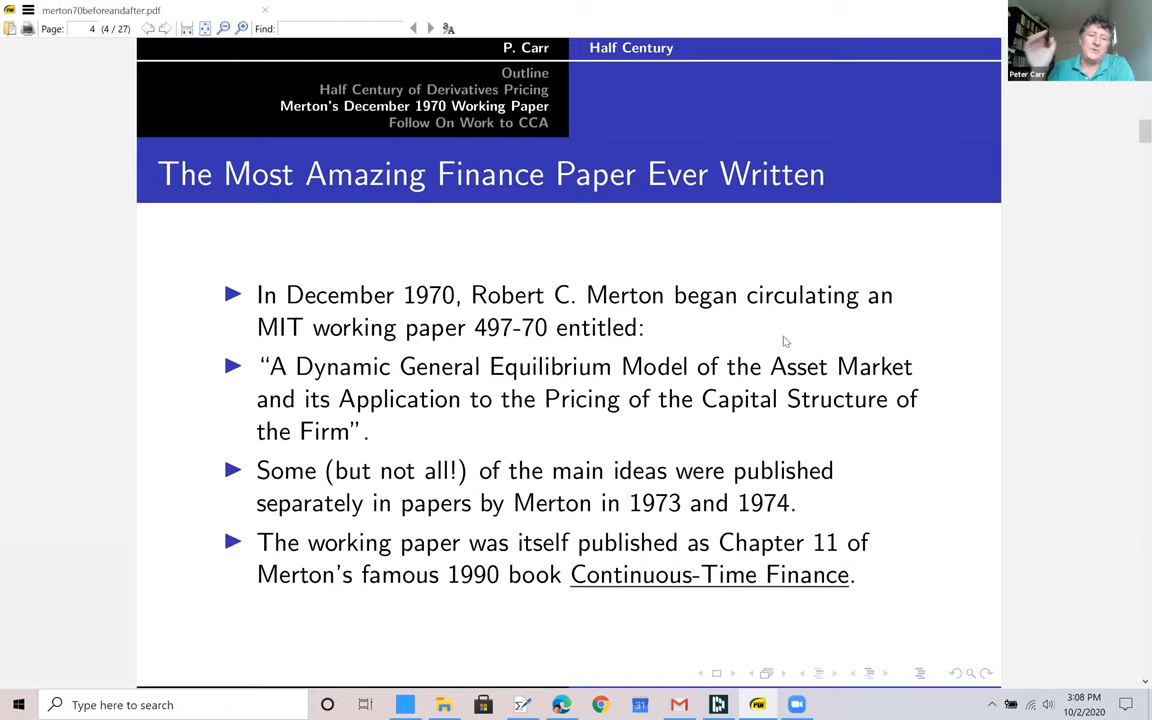 merton70beforeandafter.pdf
Page: 4 (4 / 27) Find:
P. Carr Half Century
Outline
Half Century of Derivatives Pricing
Merton's December 1970 Working Paper
Follow On Work to CCA
The Most Amazing Finance Paper Ever Written
In December 1970, Robert C. Merton began circulating an
MIT working paper 497-70 entitled:
“A Dynamic General Equilibrium Model of the Asset Market
and its Application to the Pricing of the Capital Structure of
the Firm”.
Some (but not all!) of the main ideas were published
separately in papers by Merton in 1973 and 1974.
The working paper was itself published as Chapter 11 of
Merton's famous 1990 book Continuous-Time Finance.
Peter Carr
Type here to search
31
3:08 PM
10/2/2020